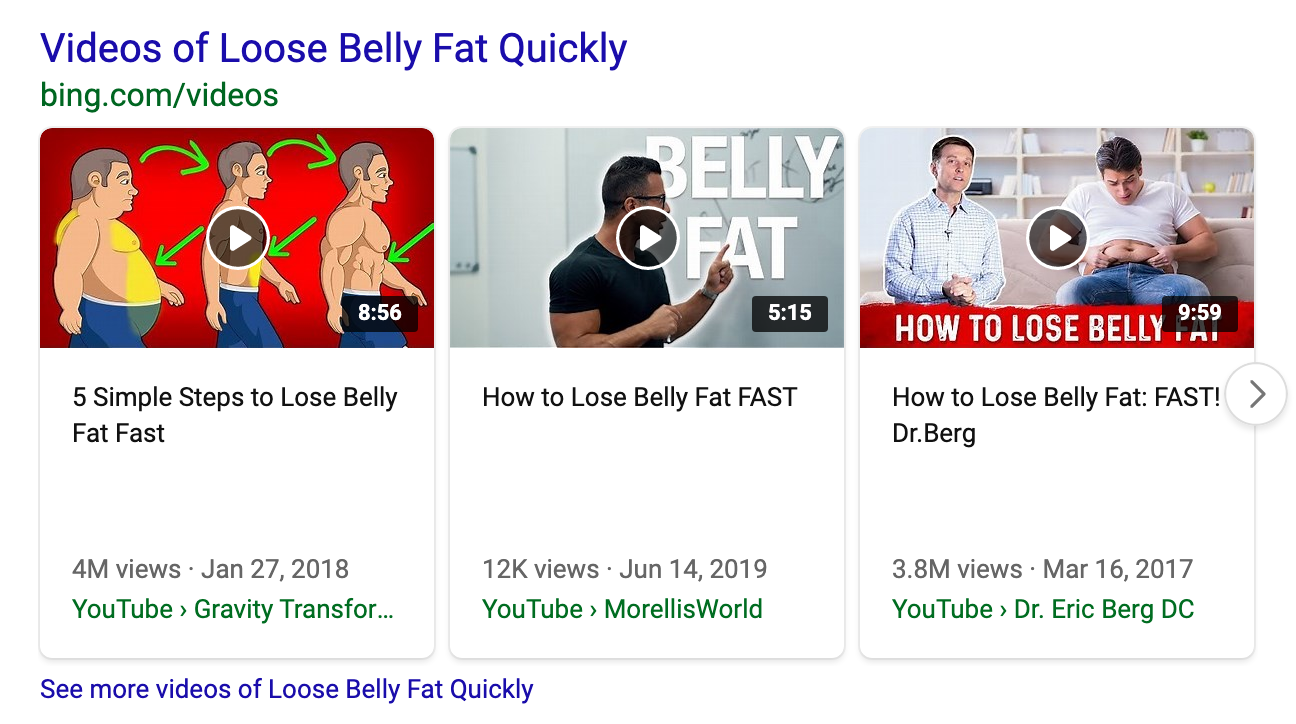 Videos of Loose Belly Fat Quickly
bing.com/videos
8:56
BELLY
FAT
5:15
9:59
HOW TO LOSE BELLY FAT
5 Simple Steps to Lose Belly
Fat Fast
4M views · Jan 27, 2018
YouTube › Gravity Transfor...
How to Lose Belly Fat FAST
12K views · Jun 14, 2019
YouTube › MorellisWorld
How to Lose Belly Fat: FAST!
Dr.Berg
3.8M views · Mar 16, 2017
YouTube › Dr. Eric Berg DC
See more videos of Loose Belly Fat Quickly